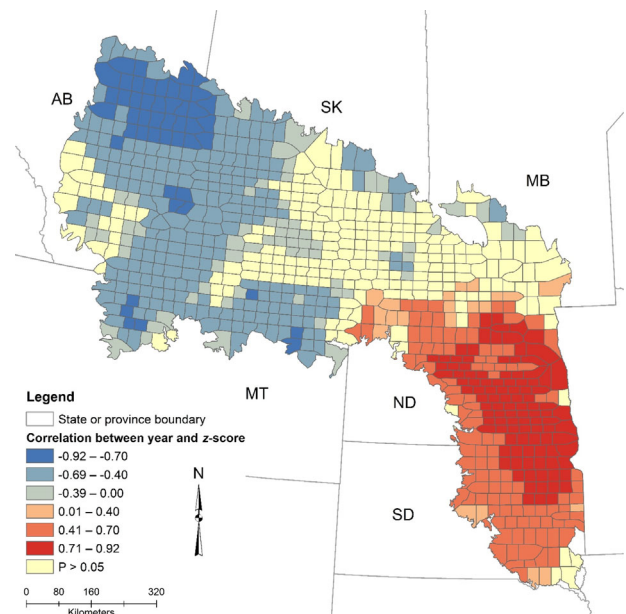 AB
SK
MB
MT
ND
SD
Legend
State or province boundary
Correlation between year and z-score
-0.92 – -0.70
-0.69 – -0.40
-0.39 – 0.00
0.01 – 0.40
0.41 – 0.70
0.71 – 0.92
P > 0.05
N
0 80 160 320
Kilometers